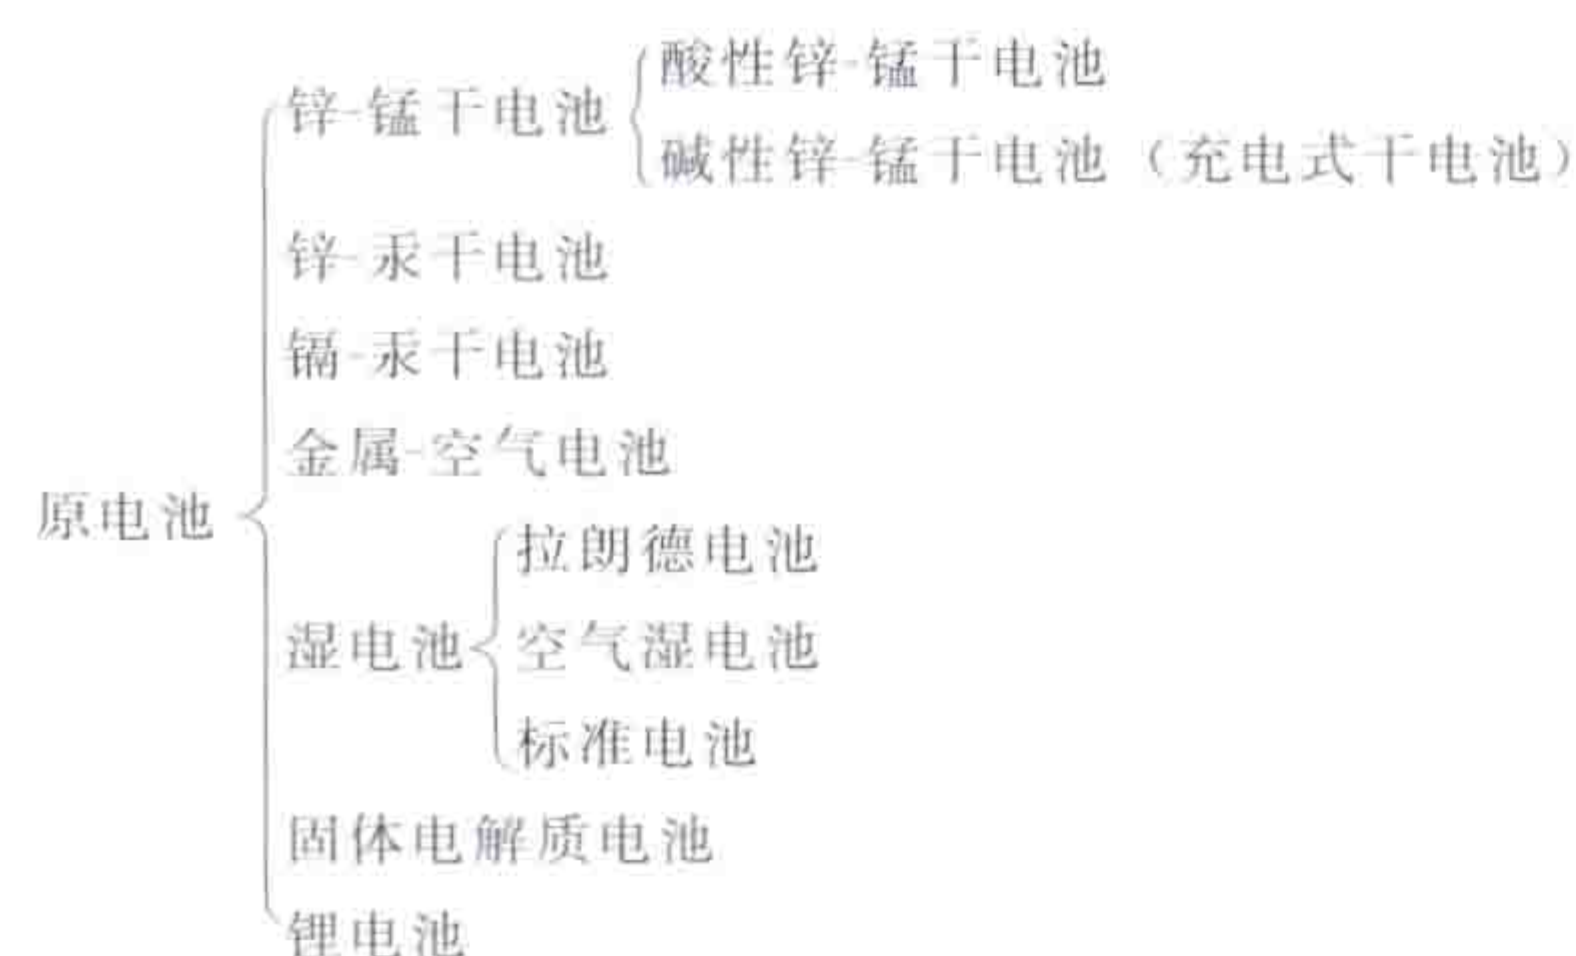 酸性锌-锰干电池
锌-锰干电池
碱性锌-锰干电池（充电式干电池）
锌-汞干电池
镉-汞干电池
金属-空气电池
原电池
拉朗德电池
湿电池
空气湿电池
标准电池
固体电解质电池
锂电池